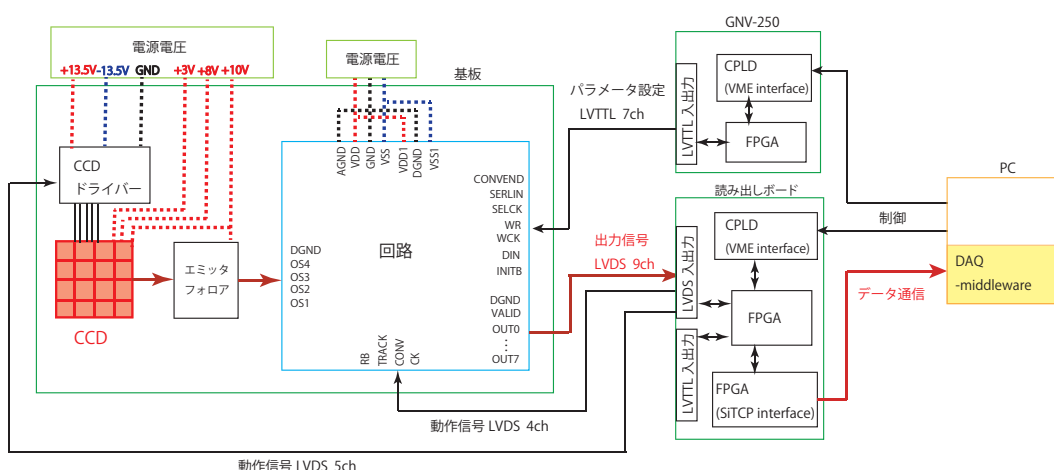 電源電圧
+13.5V -13.5V GND +3V +8V +10V
電源電圧
基板
CCD
ドライバー
CCD
エミッタ
フォロア
AGND
VDD
GND
VSS
VDD1
DGND
VSS1
回路
CONVEND
SERLIN
SELCK
WR
WCK
DIN
INITB
DGND
VALID
OUT0
⋮
OUT7
DGND
OS4
OS3
OS2
OS1
RB
TRACK
CONV
CK
パラメータ設定
LVTTL 7ch
出力信号
LVDS 9ch
動作信号 LVDS 4ch
動作信号 LVDS 5ch
GNV-250
LVTTL 入出力
CPLD
(VME interface)
FPGA
読み出しボード
LVDS 入出力
LVTTL 入出力
CPLD
(VME interface)
FPGA
FPGA
(SiTCP interface)
制御
データ通信
PC
DAQ
-middleware